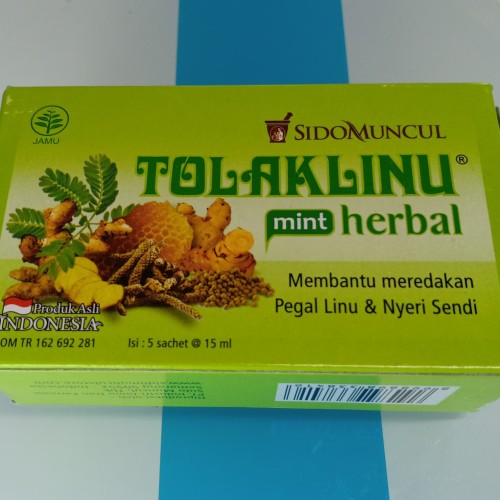 JAMU
SIDOMUNCUL
TOLAKLINU®
mint herbal
Membantu meredakan
Pegal Linu & Nyeri Sendi
Produk Asli
INDONESIA
OM TR 162 692 281
Isi : 5 sachet @ 15 ml